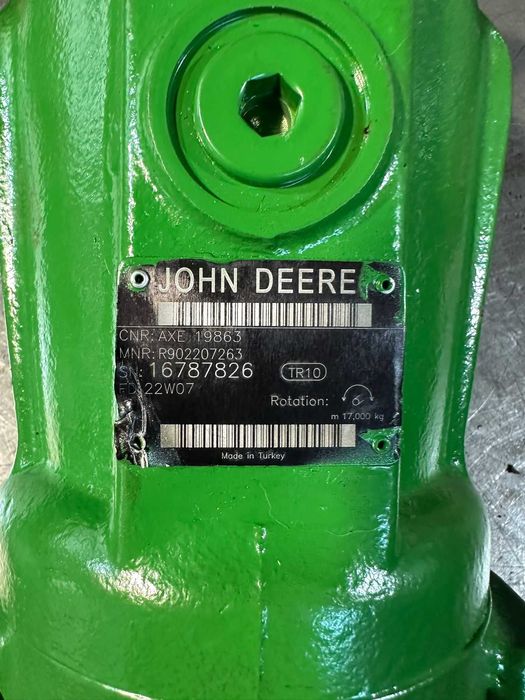 JOHN DEERE
CNR: AXE 19863
MNR: R902207263
SN: 16787826 TR10
FD: 22W07
Rotation:
m 17,000 kg
Made in Turkey